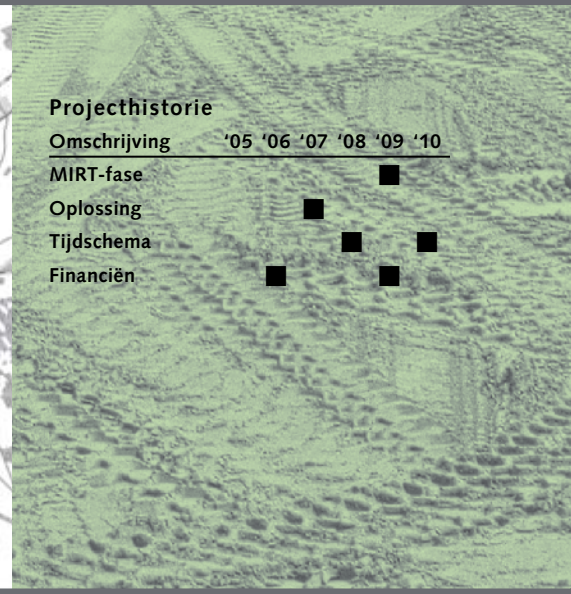 Projecthistorie
Omschrijving ‘05 ‘06 ‘07 ‘08 ‘09 ‘10
MIRT-fase ■
Oplossing ■
Tijdschema ■ ■
Financiën ■ ■